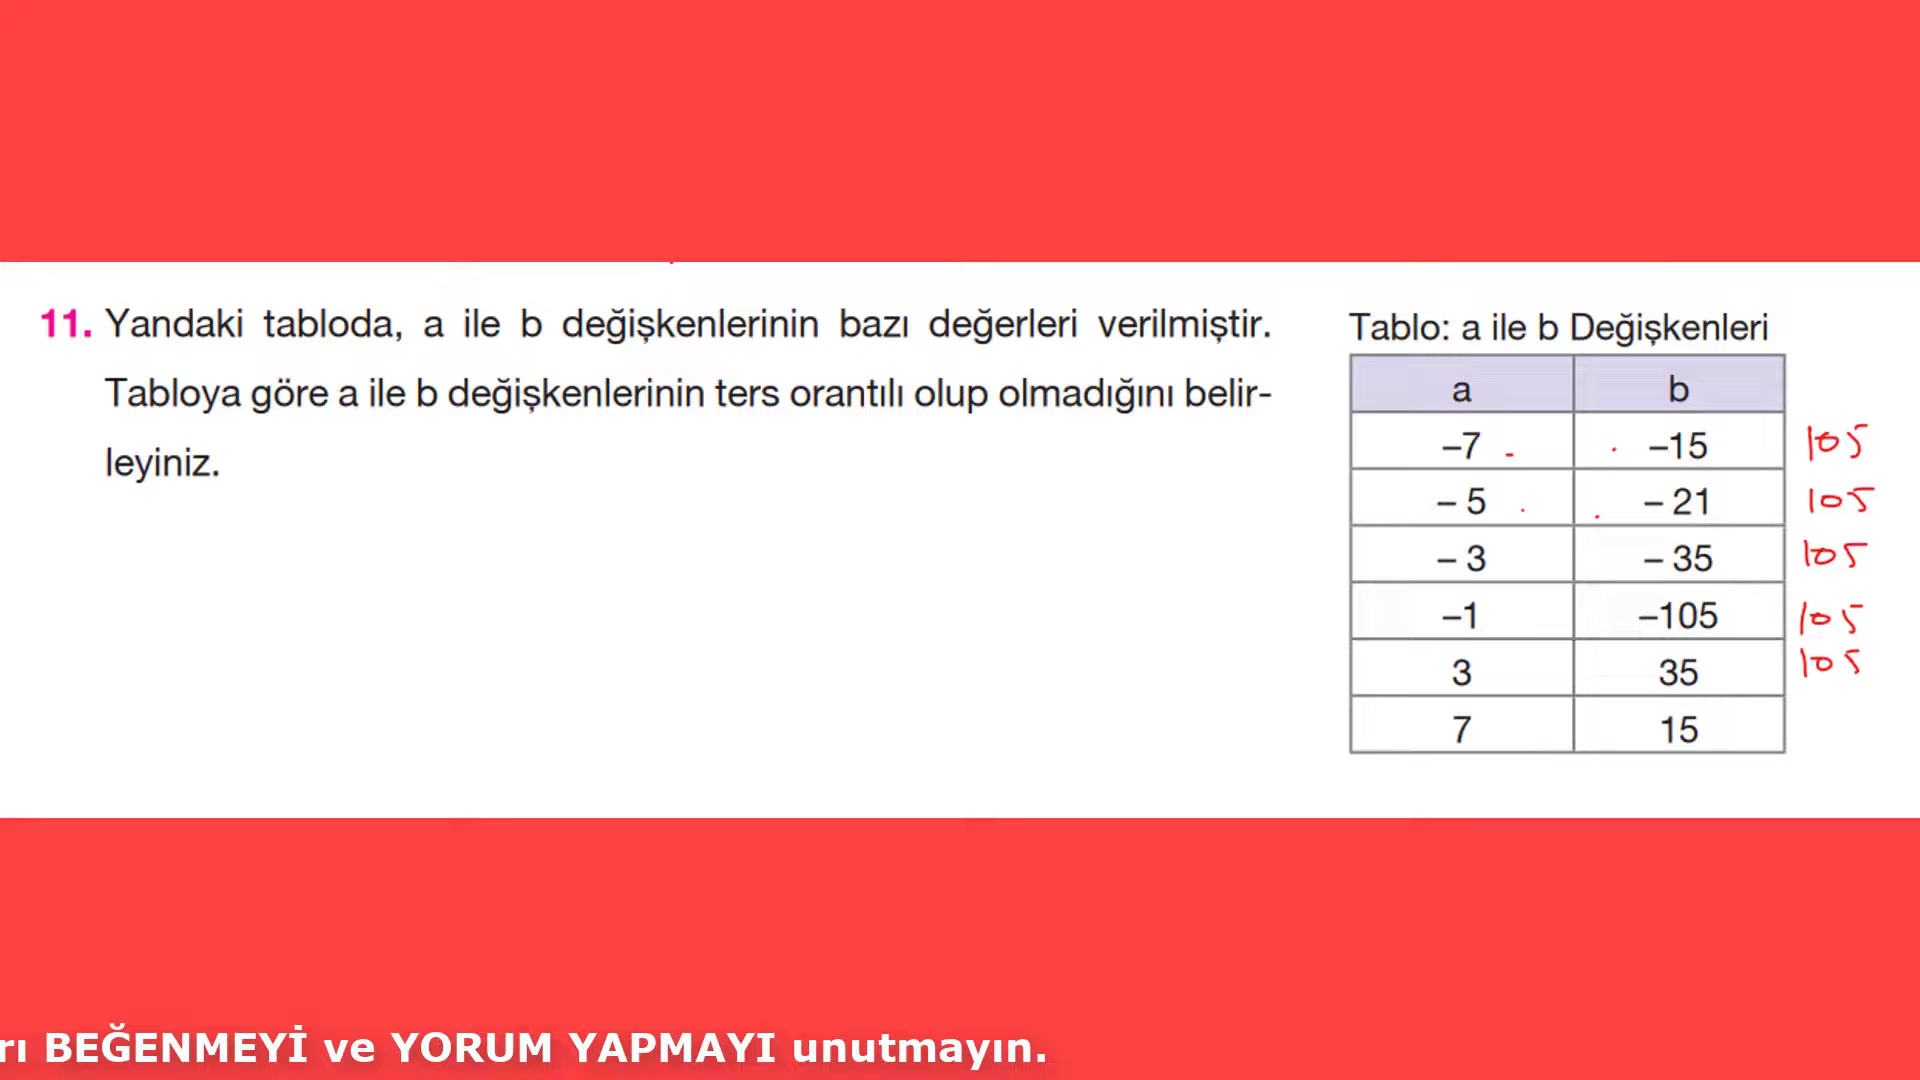 11. Yandaki tabloda, a ile b değişkenlerinin bazı değerleri verilmiştir.
Tabloya göre a ile b değişkenlerinin ters orantılı olup olmadığını belir-
leyiniz.
Tablo: a ile b Değişkenleri
a b
–7 –15 105
– 5 – 21 105
– 3 – 35 105
–1 –105 105
3 35 105
7 15
rı BEĞENMEYİ ve YORUM YAPMAYI unutmayın.